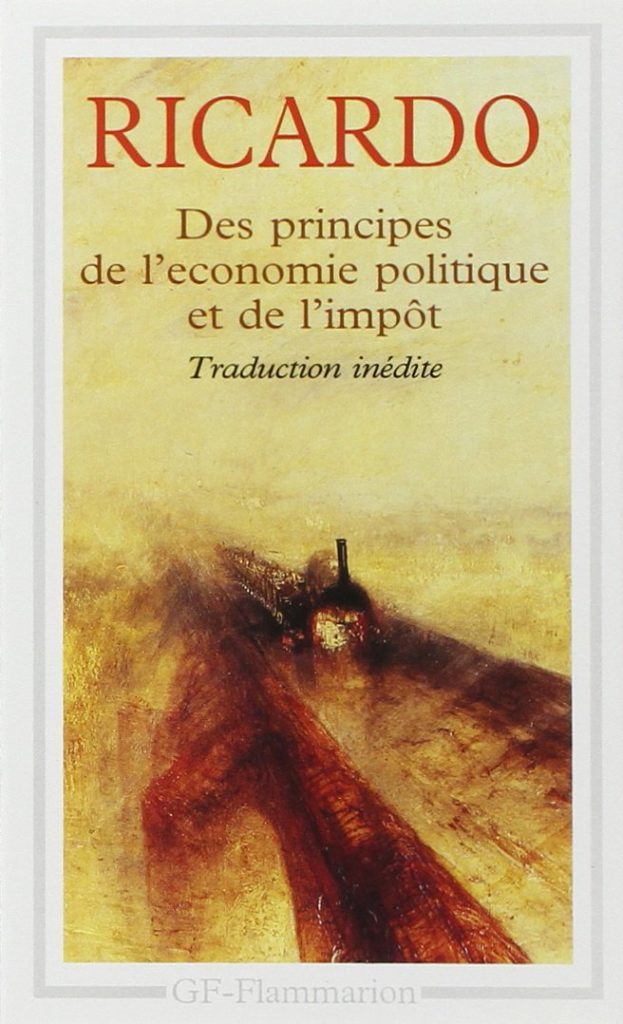 RICARDO
Des principes
de l'economie politique
et de l'impôt
Traduction inédite
GF-Flammarion